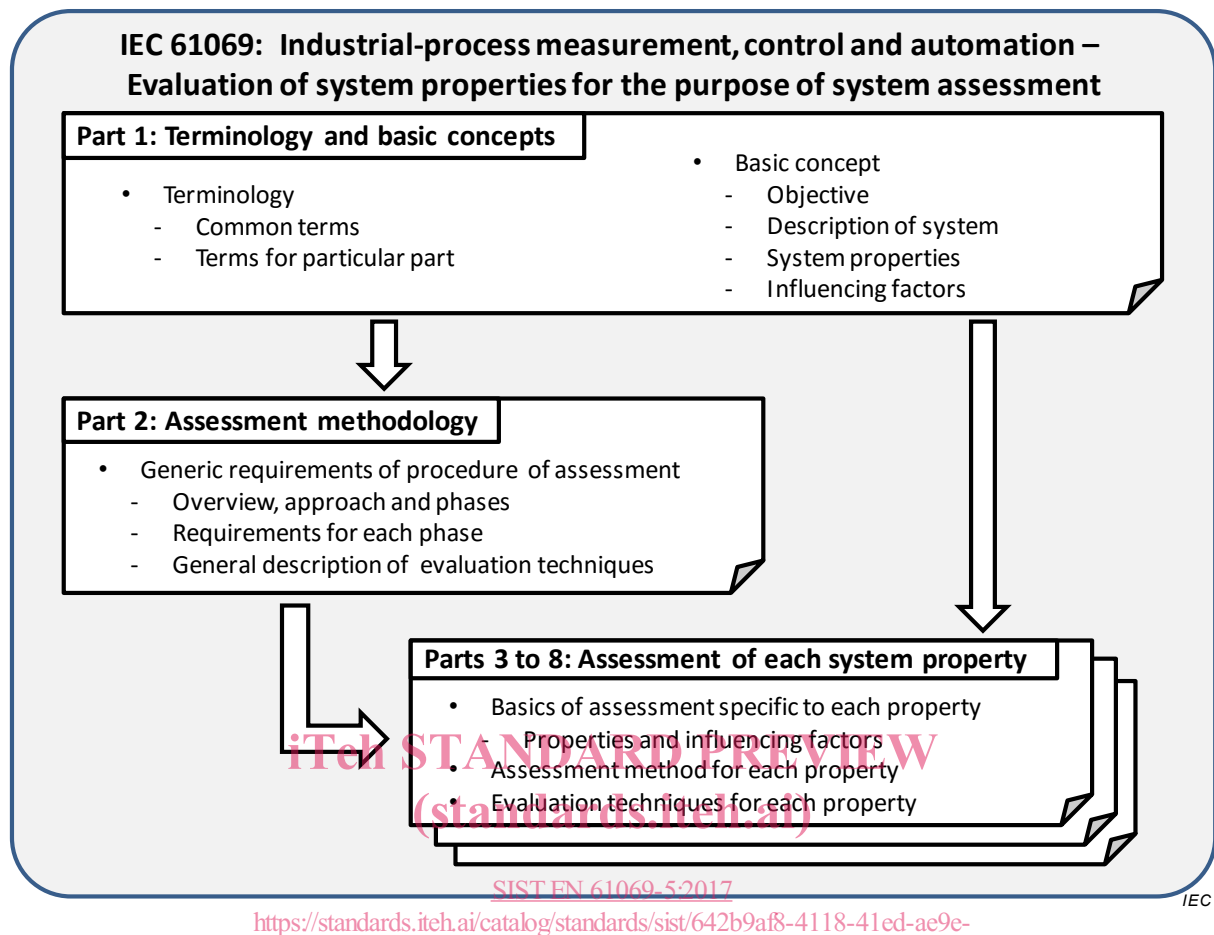 IEC 61069: Industrial-process measurement, control and automation –
Evaluation of system properties for the purpose of system assessment
Part 1: Terminology and basic concepts
• Terminology
- Common terms
- Terms for particular part
• Basic concept
- Objective
- Description of system
- System properties
- Influencing factors
Part 2: Assessment methodology
• Generic requirements of procedure of assessment
- Overview, approach and phases
- Requirements for each phase
- General description of evaluation techniques
Parts 3 to 8: Assessment of each system property
• Basics of assessment specific to each property
- Properties and influencing factors
• Assessment method for each property
• Evaluation techniques for each property
iTeh STANDARD PREVIEW
(standards.iteh.ai)
SIST EN 61069-5:2017
https://standards.iteh.ai/catalog/standards/sist/642b9af8-4118-41ed-ae9e-
IEC